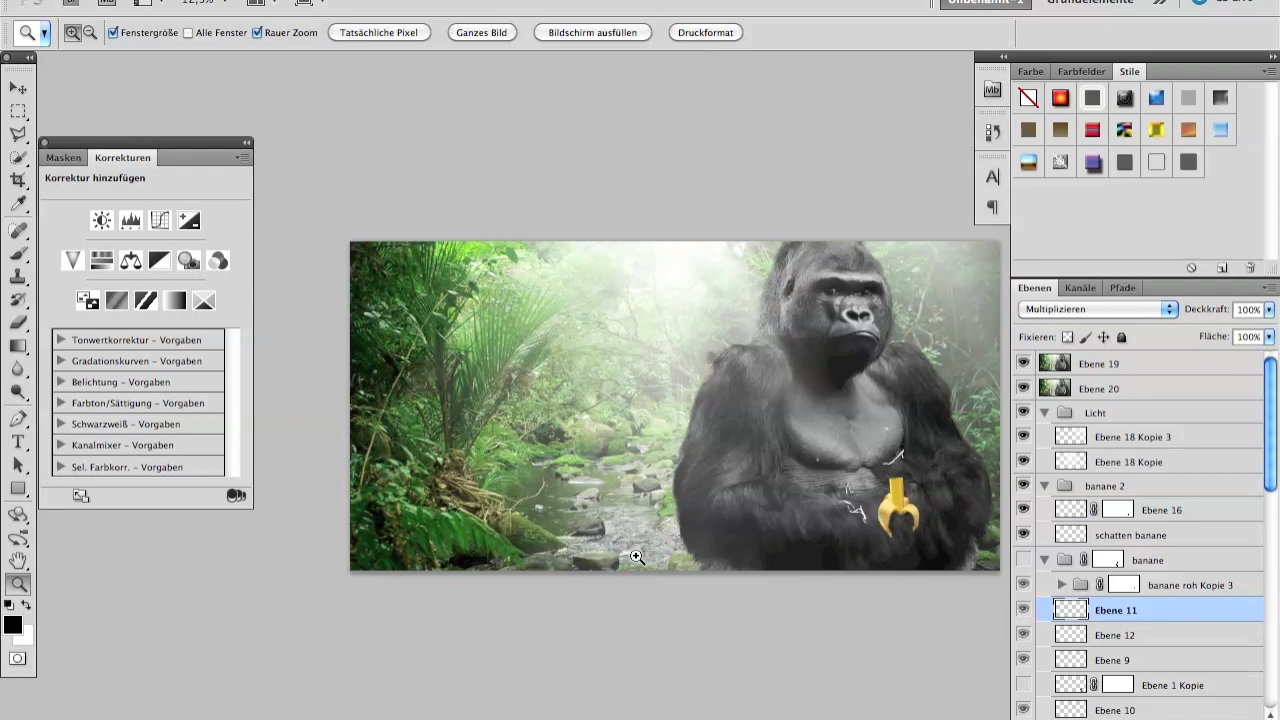 Unbenannt-1
Grundelemente
Fenstergröße
Alle Fenster
Rauer Zoom
Tatsächliche Pixel
Ganzes Bild
Bildschirm ausfüllen
Druckformat
Masken
Korrekturen
Korrektur hinzufügen
Tonwertkorrektur – Vorgaben
Gradationskurven – Vorgaben
Belichtung – Vorgaben
Farbton/Sättigung – Vorgaben
Schwarzweiß – Vorgaben
Kanalmixer – Vorgaben
Sel. Farbkorr. – Vorgaben
Mb
Farbe
Farbfelder
Stile
Ebenen
Kanäle
Pfade
Multiplizieren
Deckkraft: 100%
Fixieren:
Fläche: 100%
Ebene 19
Ebene 20
Licht
Ebene 18 Kopie 3
Ebene 18 Kopie
banane 2
Ebene 16
schatten banane
banane
banane roh Kopie 3
Ebene 11
Ebene 12
Ebene 9
Ebene 1 Kopie
Ebene 10